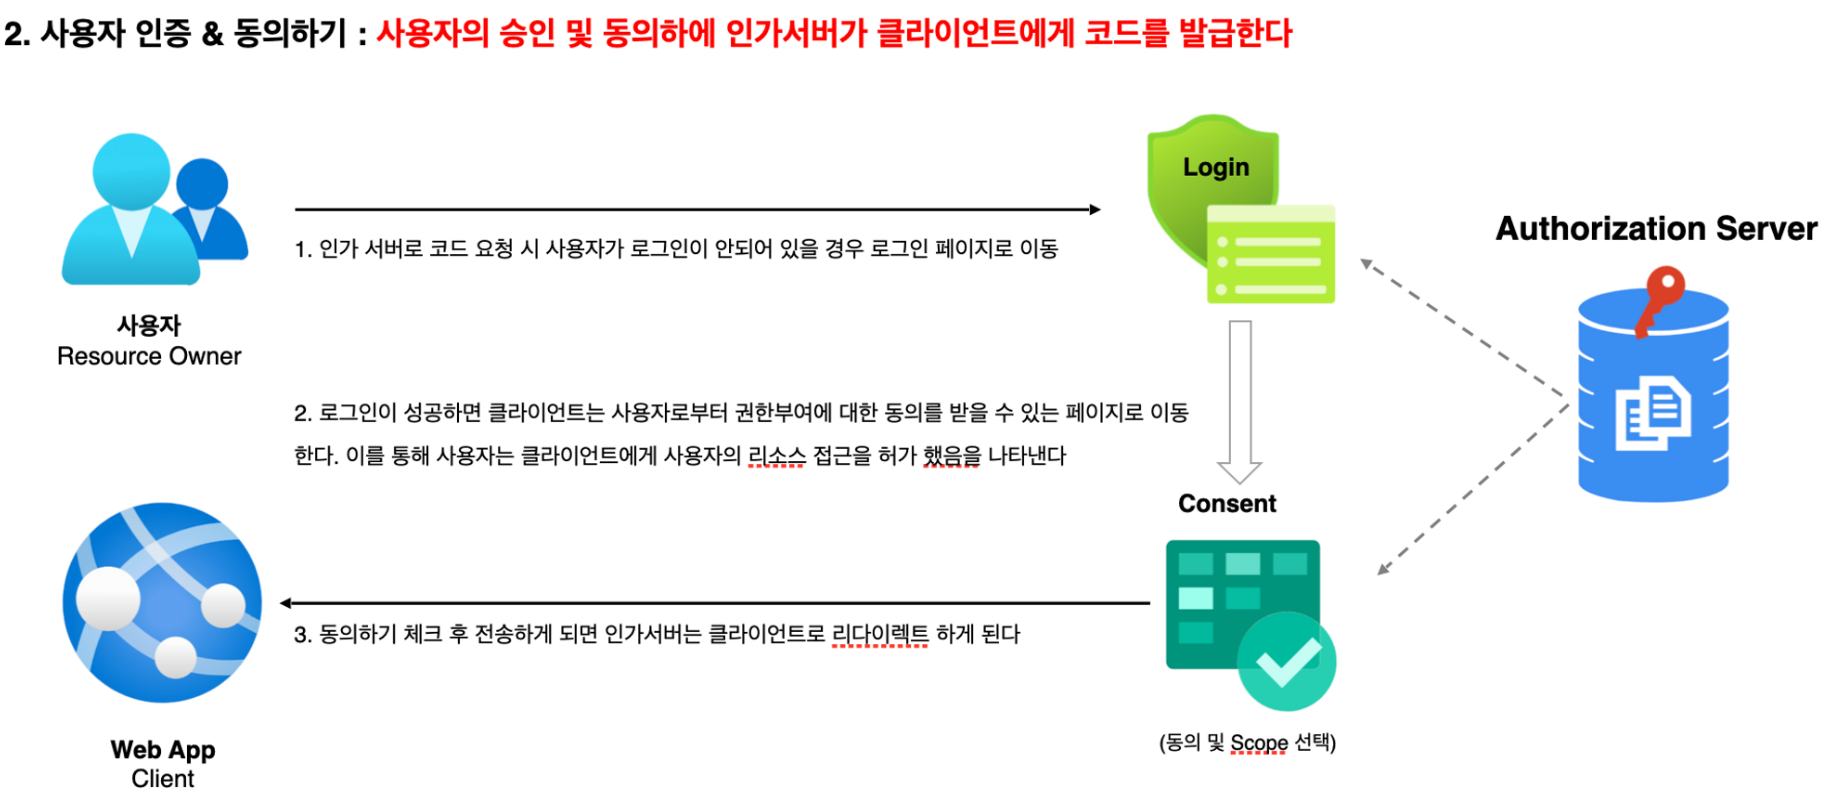 2. 사용자 인증 & 동의하기 : 사용자의 승인 및 동의하에 인가서버가 클라이언트에게 코드를 발급한다
Login
1. 인가 서버로 코드 요청 시 사용자가 로그인이 안되어 있을 경우 로그인 페이지로 이동
Authorization Server
사용자
Resource Owner
2. 로그인이 성공하면 클라이언트는 사용자로부터 권한부여에 대한 동의를 받을 수 있는 페이지로 이동
한다. 이를 통해 사용자는 클라이언트에게 사용자의 리소스 접근을 허가 했음을 나타낸다
Consent
3. 동의하기 체크 후 전송하게 되면 인가서버는 클라이언트로 리다이렉트 하게 된다
(동의 및 Scope 선택)
Web App
Client